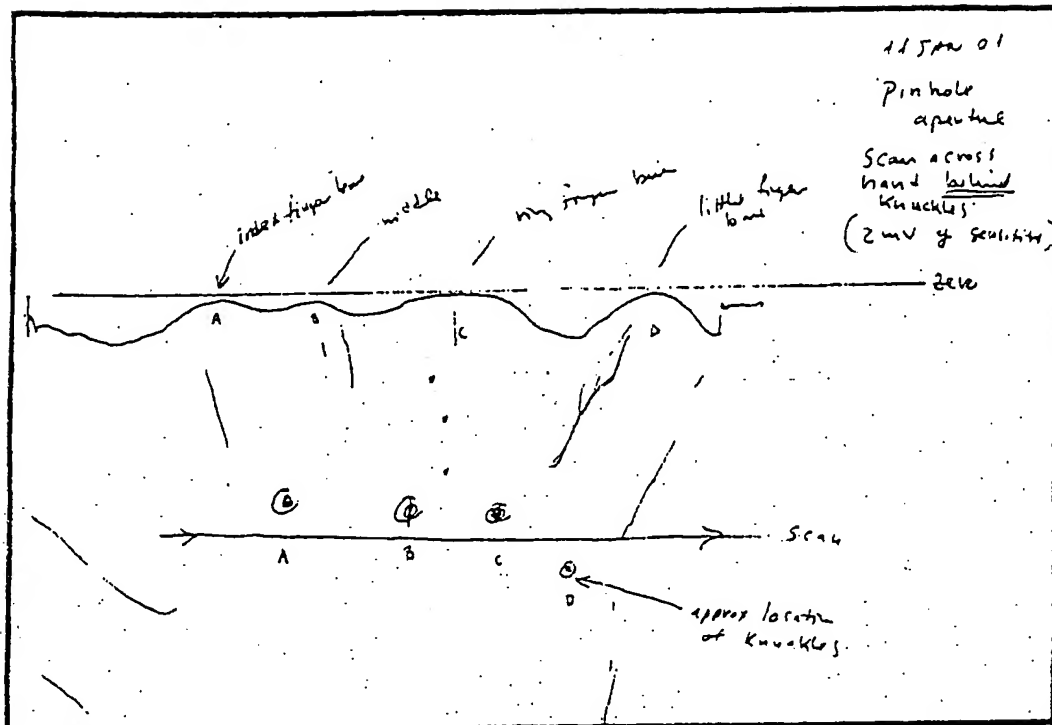 11 JAN 01
Pinhole
aperture
Scan across
hand behind
knuckles
(2 mV y sensitivity)
index finger bone
middle
ring finger bone
little finger
bone
Zero
A
B
C
D
Scan
A
B
C
D
approx location
of knuckles